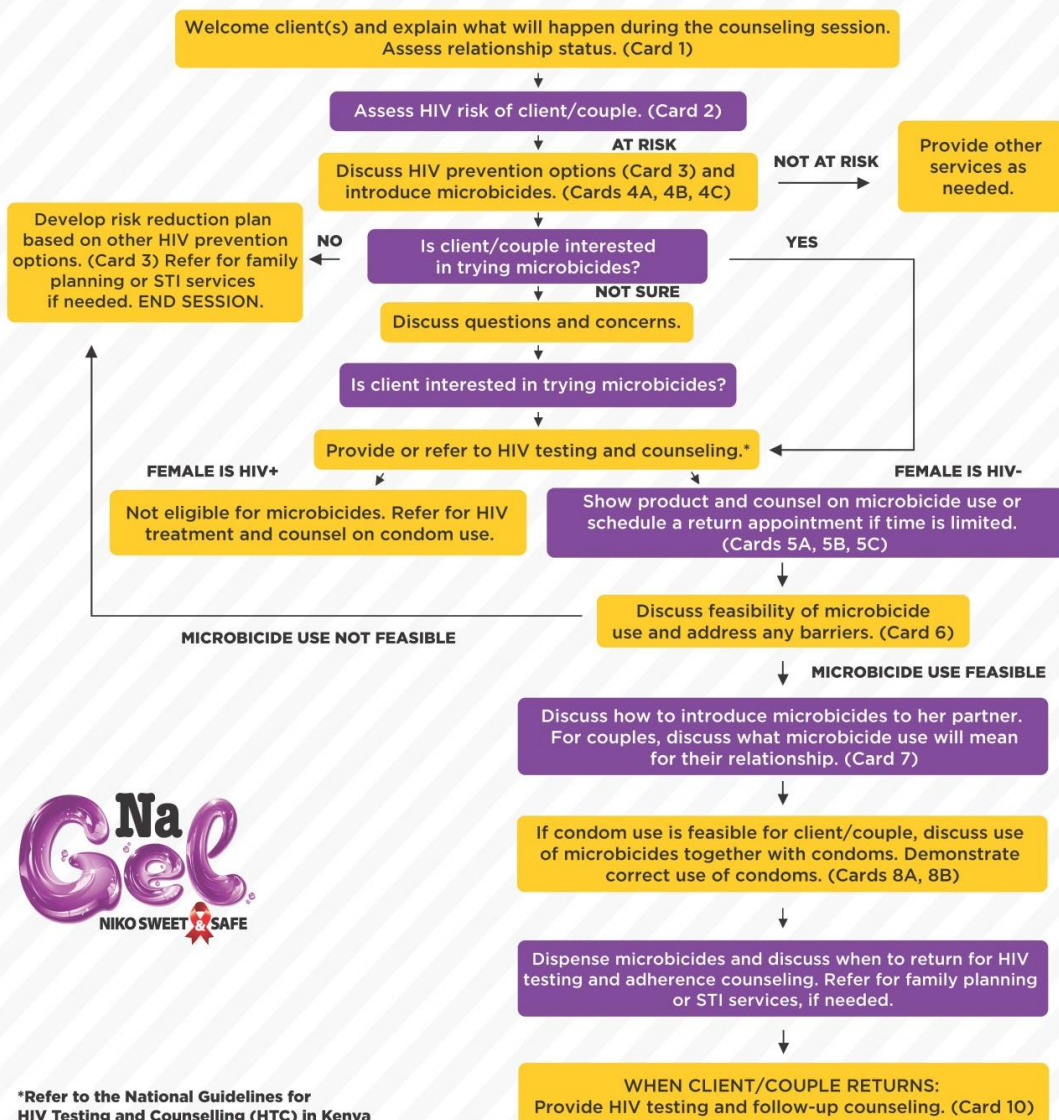 Welcome client(s) and explain what will happen during the counseling session.
Assess relationship status. (Card 1)
Assess HIV risk of client/couple. (Card 2)
AT RISK
Discuss HIV prevention options (Card 3) and
introduce microbicides. (Cards 4A, 4B, 4C)
NOT AT RISK
Provide other
services as
needed.
Is client/couple interested
in trying microbicides?
NO
Develop risk reduction plan
based on other HIV prevention
options. (Card 3) Refer for family
planning or STI services
if needed. END SESSION.
YES
NOT SURE
Discuss questions and concerns.
Is client interested in trying microbicides?
Provide or refer to HIV testing and counseling.*
FEMALE IS HIV+
Not eligible for microbicides. Refer for HIV
treatment and counsel on condom use.
FEMALE IS HIV-
Show product and counsel on microbicide use or
schedule a return appointment if time is limited.
(Cards 5A, 5B, 5C)
Discuss feasibility of microbicide
use and address any barriers. (Card 6)
MICROBICIDE USE NOT FEASIBLE
MICROBICIDE USE FEASIBLE
Discuss how to introduce microbicides to her partner.
For couples, discuss what microbicide use will mean
for their relationship. (Card 7)
If condom use is feasible for client/couple, discuss use
of microbicides together with condoms. Demonstrate
correct use of condoms. (Cards 8A, 8B)
Dispense microbicides and discuss when to return for HIV
testing and adherence counseling. Refer for family planning
or STI services, if needed.
WHEN CLIENT/COUPLE RETURNS:
Provide HIV testing and follow-up counseling. (Card 10)
Na
Gel
NIKO SWEET & SAFE
*Refer to the National Guidelines for
HIV Testing and Counselling (HTC) in Kenya